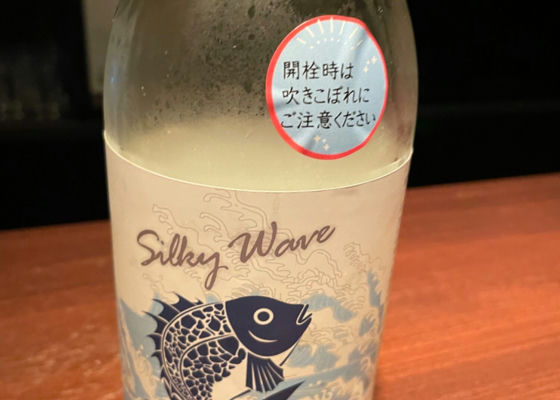 開栓時は
吹きこぼれに
ご注意ください
Silky Wave